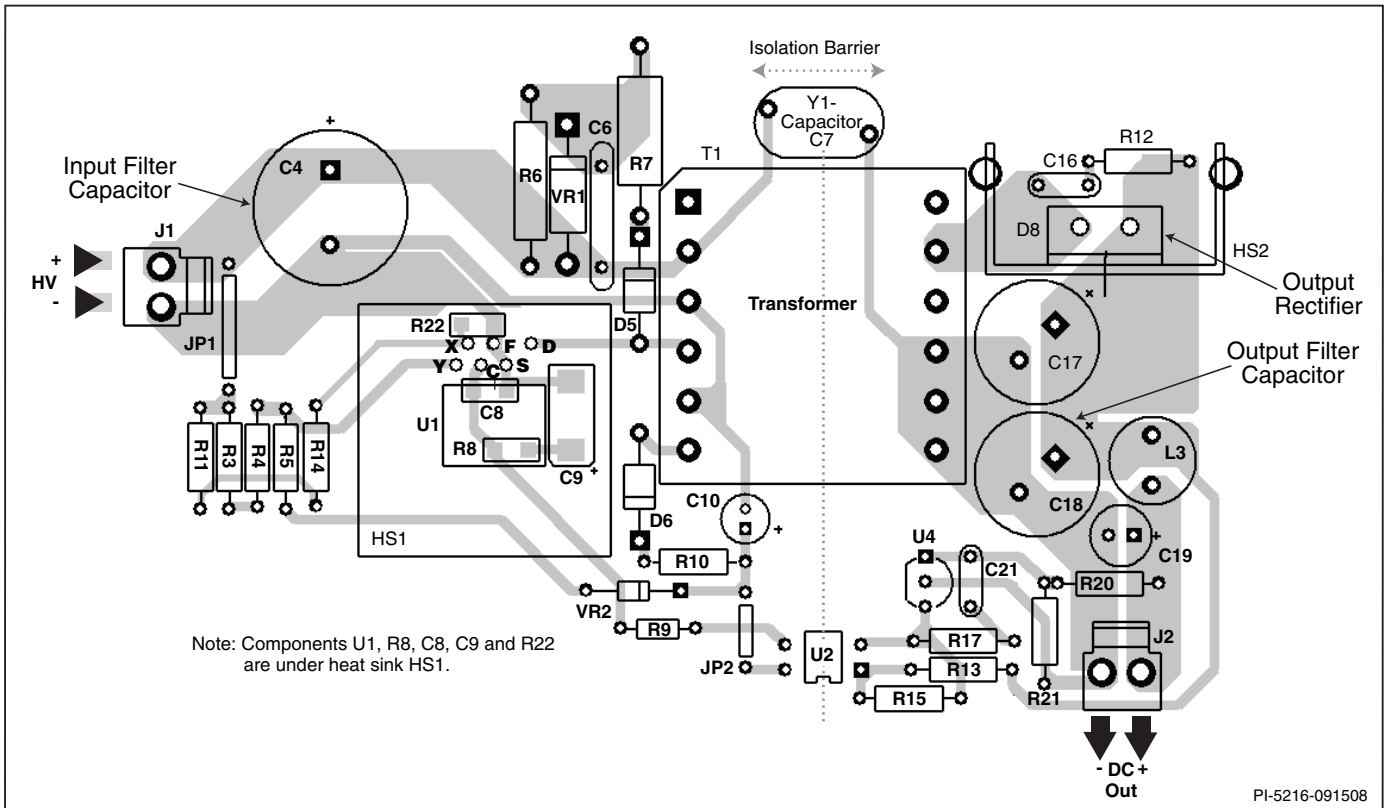 Isolation Barrier
Y1-
Capacitor
C7
+
C4
Input Filter
Capacitor
J1
+
HV
-
JP1
R6
VR1
C6
R7
T1
Transformer
R12
C16
D8
HS2
Output
Rectifier
C17
Output Filter
Capacitor
C18
L3
C19
+
D5
R22
X
F
D
Y
C
S
U1
C8
R8
C9
+
HS1
R11
R3
R4
R5
R14
D6
C10
+
R10
VR2
R9
JP2
U2
U4
C21
R17
R13
R15
R20
R21
J2
- DC +
Out
Note: Components U1, R8, C8, C9 and R22
are under heat sink HS1.
PI-5216-091508